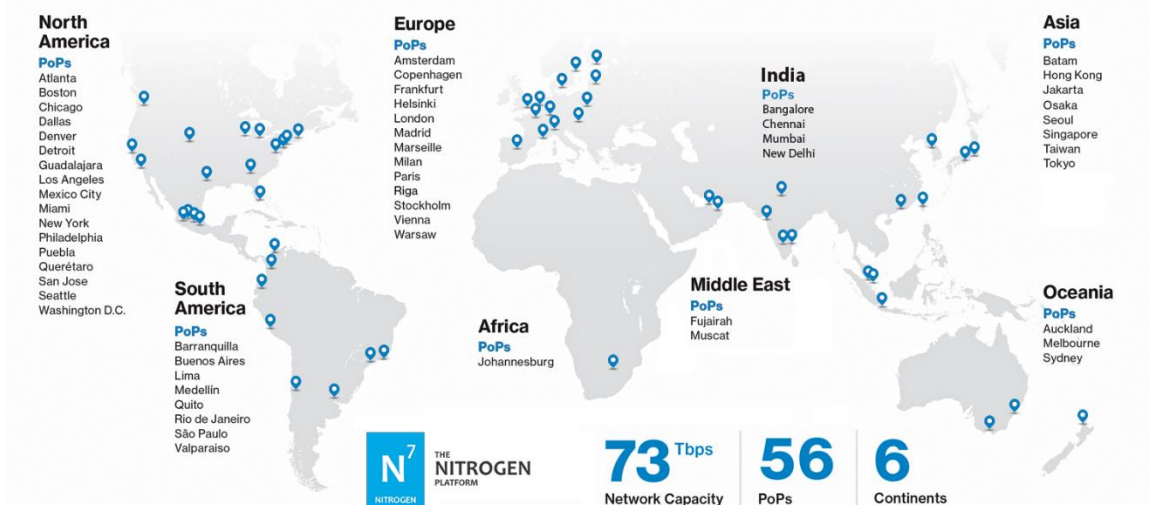 North
America
PoPs
Atlanta
Boston
Chicago
Dallas
Denver
Detroit
Guadalajara
Los Angeles
Mexico City
Miami
New York
Philadelphia
Puebla
Querétaro
San Jose
Seattle
Washington D.C.
South
America
PoPs
Barranquilla
Buenos Aires
Lima
Medellín
Quito
Rio de Janeiro
São Paulo
Valparaiso
Europe
PoPs
Amsterdam
Copenhagen
Frankfurt
Helsinki
London
Madrid
Marseille
Milan
Paris
Riga
Stockholm
Vienna
Warsaw
Africa
PoPs
Johannesburg
India
PoPs
Bangalore
Chennai
Mumbai
New Delhi
Middle East
PoPs
Fujairah
Muscat
Asia
PoPs
Batam
Hong Kong
Jakarta
Osaka
Seoul
Singapore
Taiwan
Tokyo
Oceania
PoPs
Auckland
Melbourne
Sydney
N7
NITROGEN
THE
NITROGEN
PLATFORM
73 Tbps
Network Capacity
56
PoPs
6
Continents